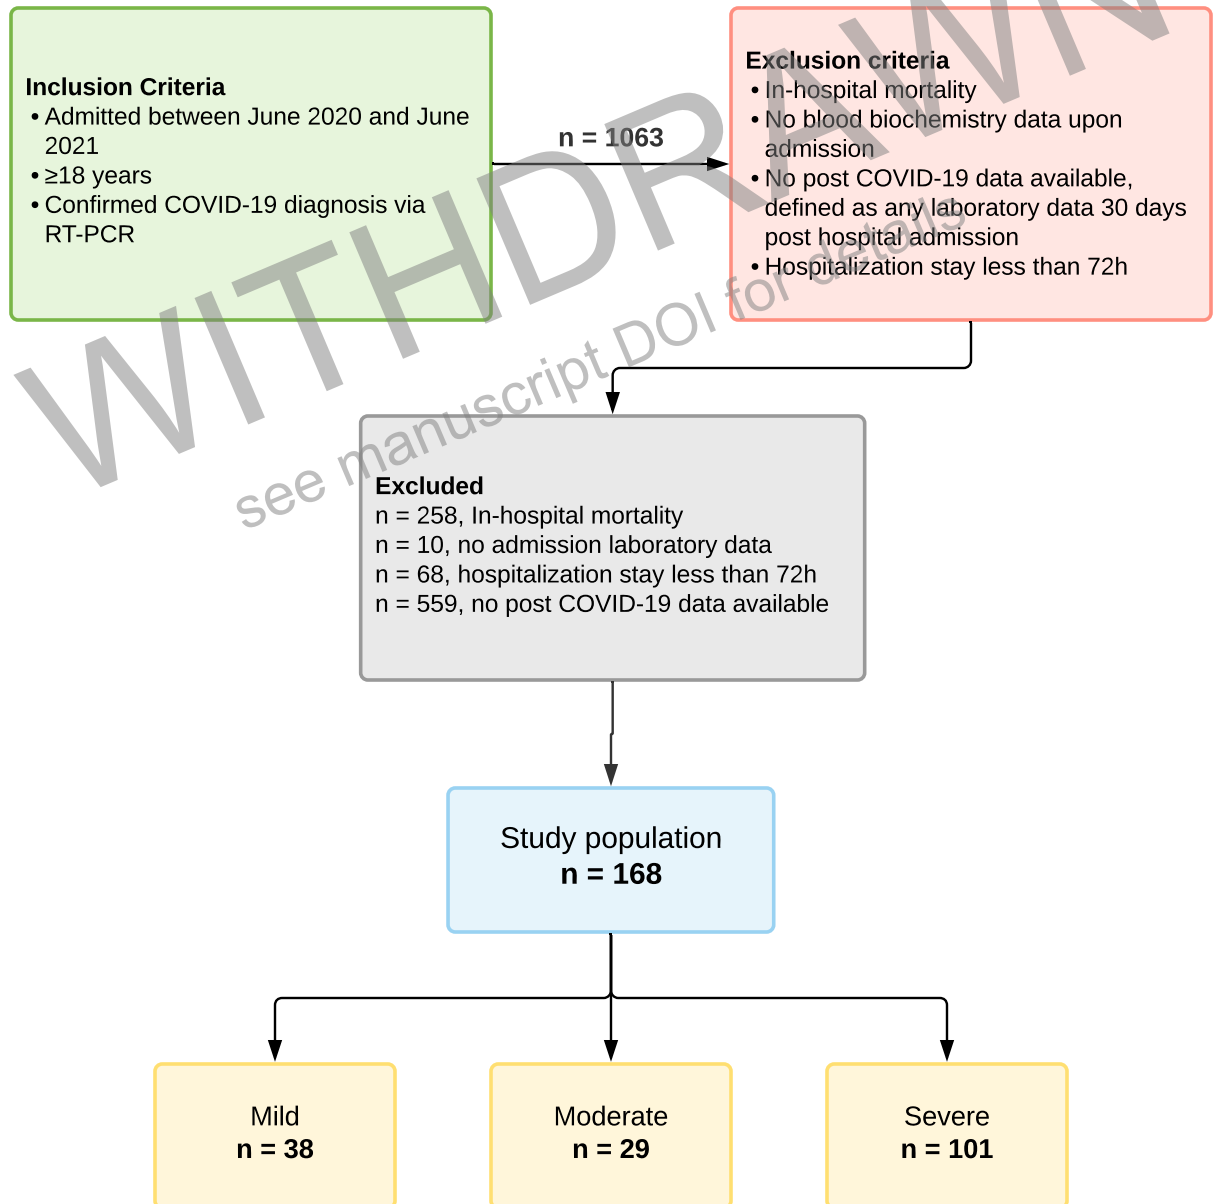 Inclusion Criteria
• Admitted between June 2020 and June
2021
• ≥18 years
• Confirmed COVID-19 diagnosis via
RT-PCR
n = 1063
Exclusion criteria
• In-hospital mortality
• No blood biochemistry data upon
admission
• No post COVID-19 data available,
defined as any laboratory data 30 days
post hospital admission
• Hospitalization stay less than 72h
WITHDRAWN
see manuscript DOI for details
Excluded
n = 258, In-hospital mortality
n = 10, no admission laboratory data
n = 68, hospitalization stay less than 72h
n = 559, no post COVID-19 data available
Study population
n = 168
Mild
n = 38
Moderate
n = 29
Severe
n = 101